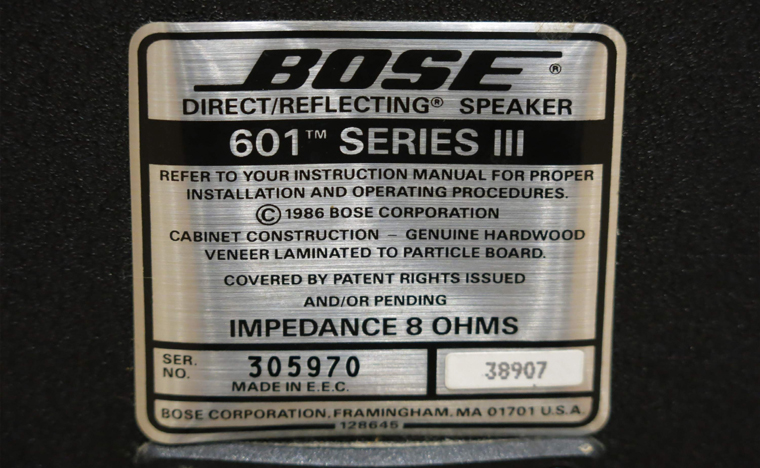 BOSE®
DIRECT/REFLECTING® SPEAKER
601™ SERIES III
REFER TO YOUR INSTRUCTION MANUAL FOR PROPER
INSTALLATION AND OPERATING PROCEDURES.
© 1986 BOSE CORPORATION
CABINET CONSTRUCTION – GENUINE HARDWOOD
VENEER LAMINATED TO PARTICLE BOARD.
COVERED BY PATENT RIGHTS ISSUED
AND/OR PENDING
IMPEDANCE 8 OHMS
SER. NO. 305970
MADE IN E.E.C.
38907
BOSE CORPORATION, FRAMINGHAM, MA 01701 U.S.A.
128645